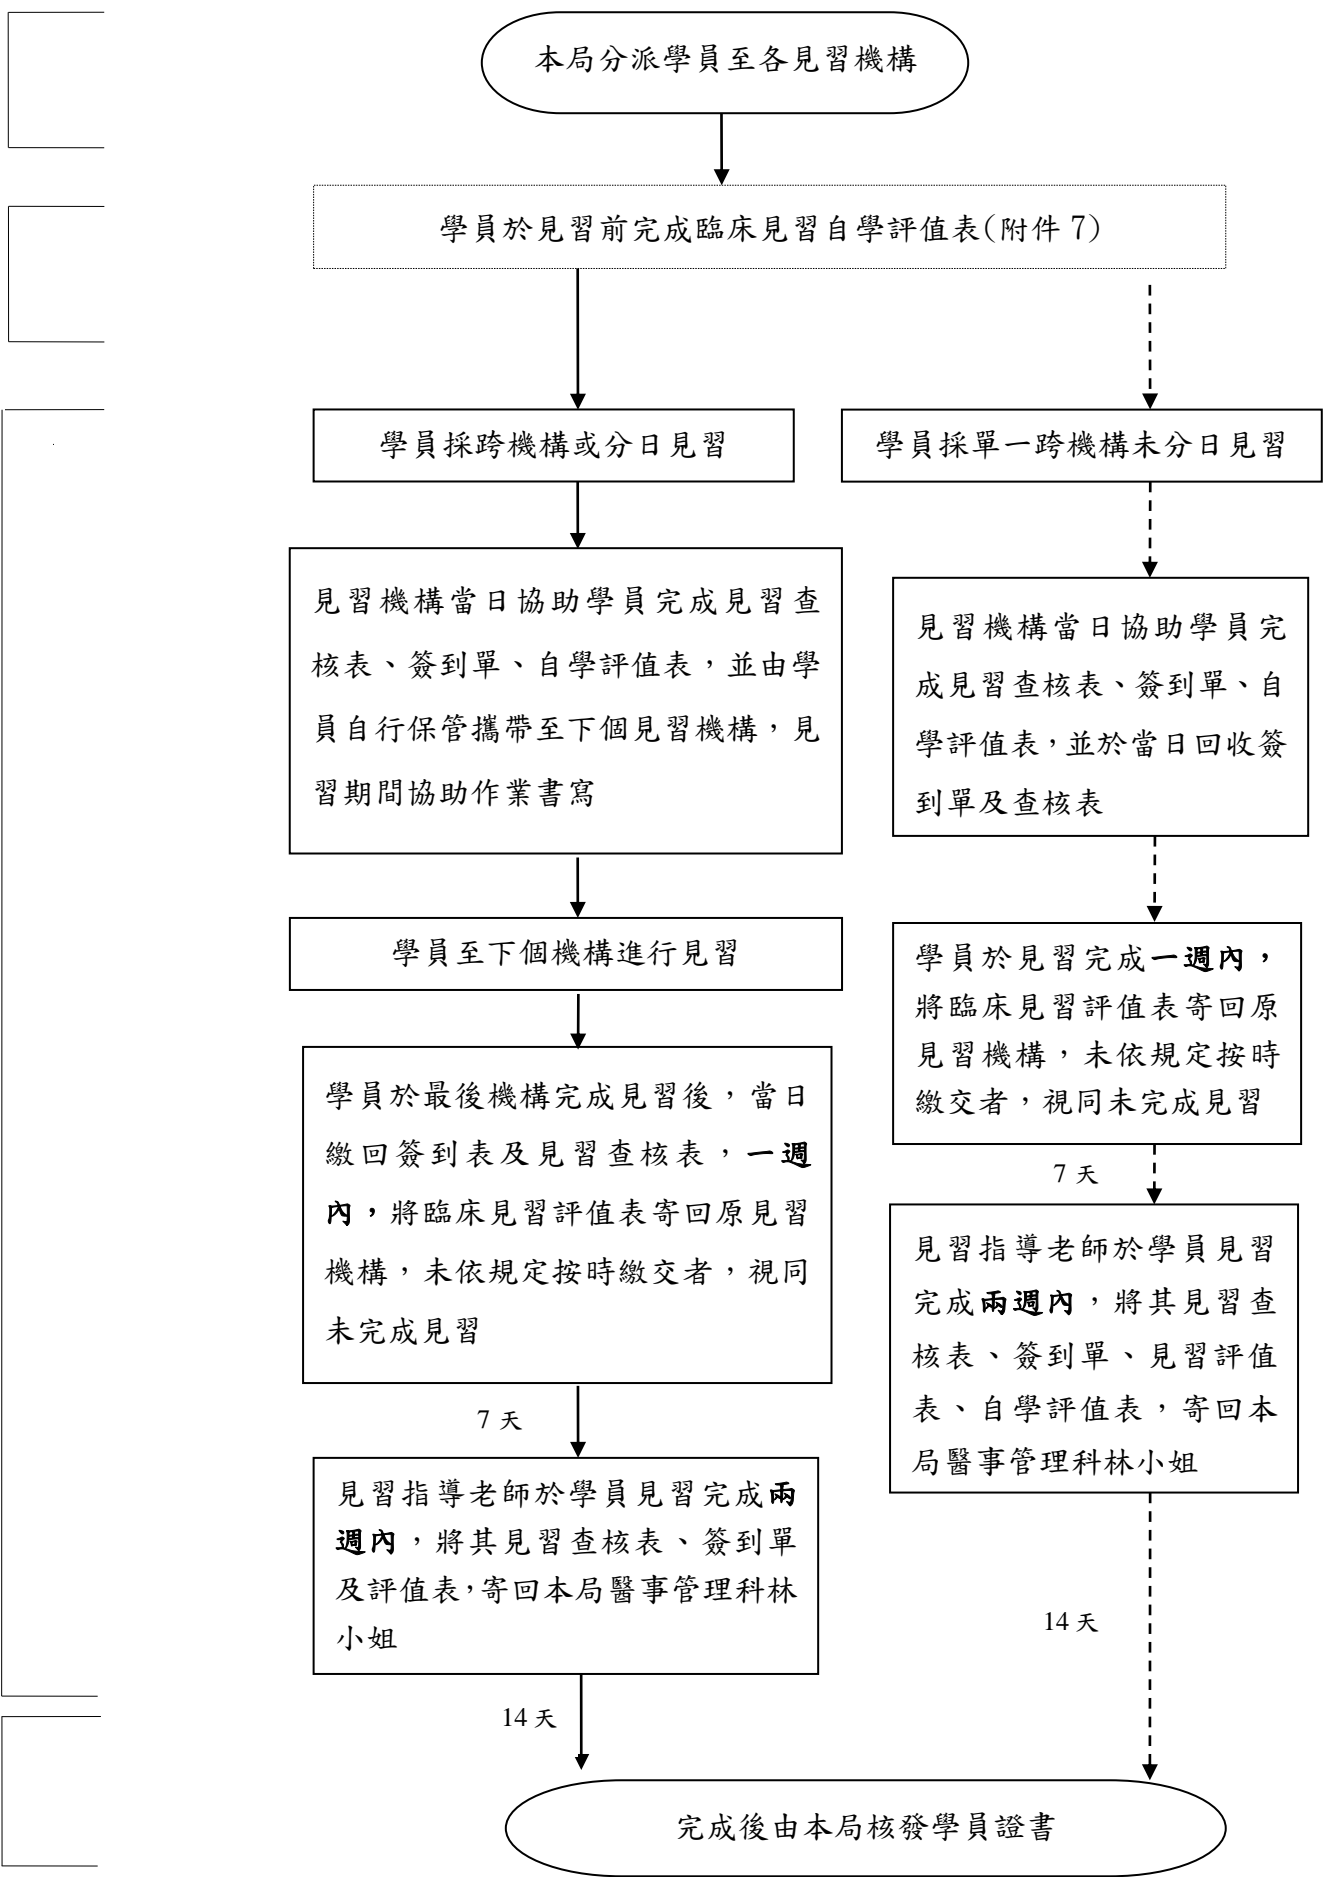 本局分派學員至各見習機構
學員於見習前完成臨床見習自學評值表(附件 7)
學員採跨機構或分日見習
見習機構當日協助學員完成見習查
核表、簽到單、自學評值表，並由學
員自行保管攜帶至下個見習機構，見
習期間協助作業書寫
學員至下個機構進行見習
學員於最後機構完成見習後，當日
繳回簽到表及見習查核表，一週
內，將臨床見習評值表寄回原見習
機構，未依規定按時繳交者，視同
未完成見習
7 天
見習指導老師於學員見習完成兩
週內，將其見習查核表、簽到單
及評值表，寄回本局醫事管理科林
小姐
14 天
學員採單一跨機構未分日見習
見習機構當日協助學員完
成見習查核表、簽到單、自
學評值表，並於當日回收簽
到單及查核表
學員於見習完成一週內，
將臨床見習評值表寄回原
見習機構，未依規定按時
繳交者，視同未完成見習
7 天
見習指導老師於學員見習
完成兩週內，將其見習查
核表、簽到單、見習評值
表、自學評值表，寄回本
局醫事管理科林小姐
14 天
完成後由本局核發學員證書